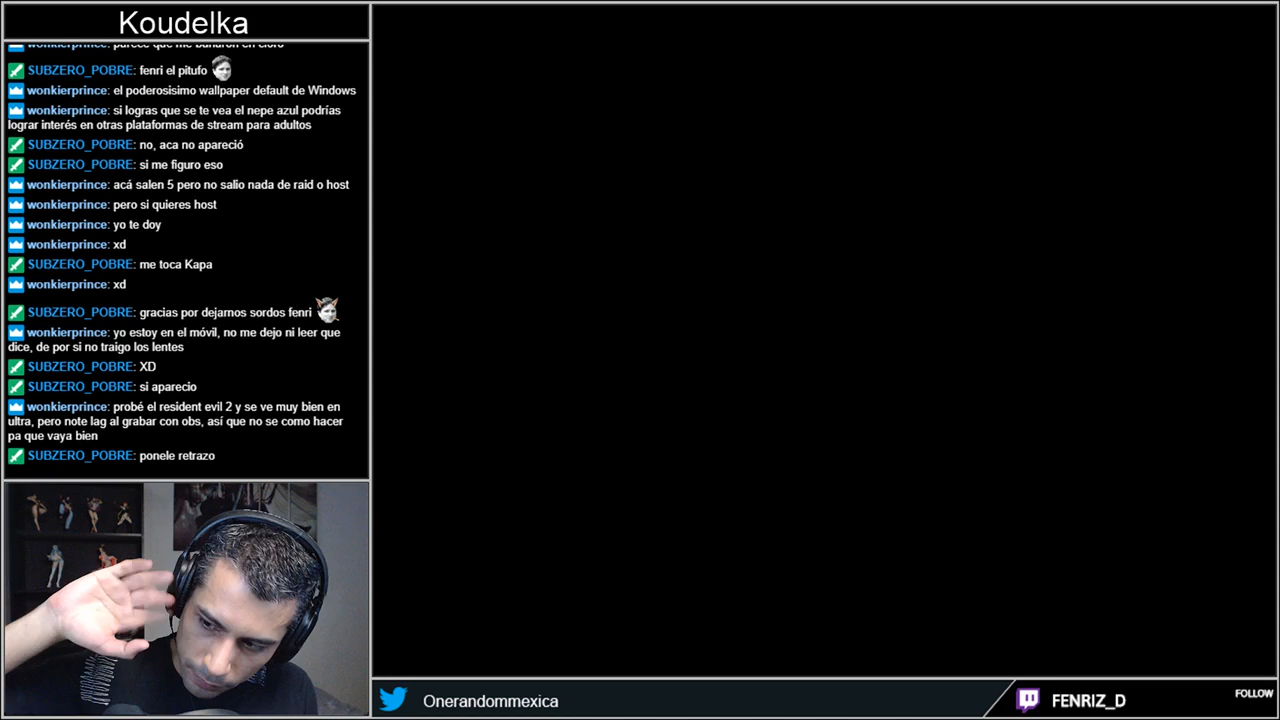 Koudelka
wonkierprince: parece que me bañaron en cloro
SUBZERO_POBRE: fenri el pitufo
wonkierprince: el poderosisimo wallpaper default de Windows
wonkierprince: si logras que se te vea el nepe azul podrías
lograr interés en otras plataformas de stream para adultos
SUBZERO_POBRE: no, aca no apareció
SUBZERO_POBRE: si me figuro eso
wonkierprince: acá salen 5 pero no salio nada de raid o host
wonkierprince: pero si quieres host
wonkierprince: yo te doy
wonkierprince: xd
SUBZERO_POBRE: me toca Kapa
wonkierprince: xd
SUBZERO_POBRE: gracias por dejarnos sordos fenri
wonkierprince: yo estoy en el móvil, no me dejo ni leer que
dice, de por si no traigo los lentes
SUBZERO_POBRE: XD
SUBZERO_POBRE: si aparecio
wonkierprince: probé el resident evil 2 y se ve muy bien en
ultra, pero note lag al grabar con obs, así que no se como hacer
pa que vaya bien
SUBZERO_POBRE: ponele retrazo
Onerandommexica
FENRIZ_D
FOLLOW